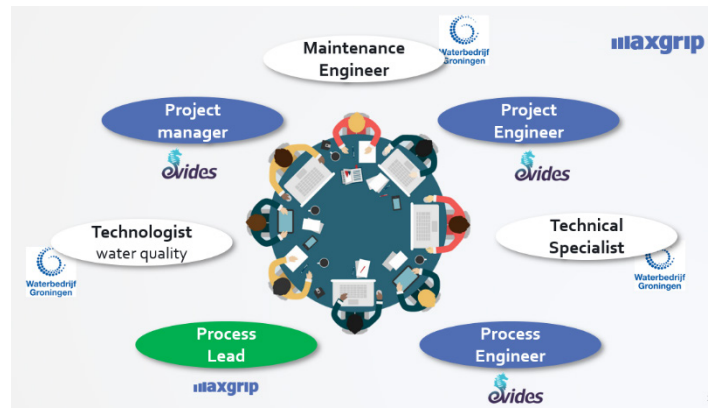 Maintenance
Engineer
Waterbedrijf
Groningen
maxgrip
Project
manager
evides
Project
Engineer
evides
Technologist
water quality
Waterbedrijf
Groningen
Technical
Specialist
Waterbedrijf
Groningen
Process
Lead
maxgrip
Process
Engineer
evides